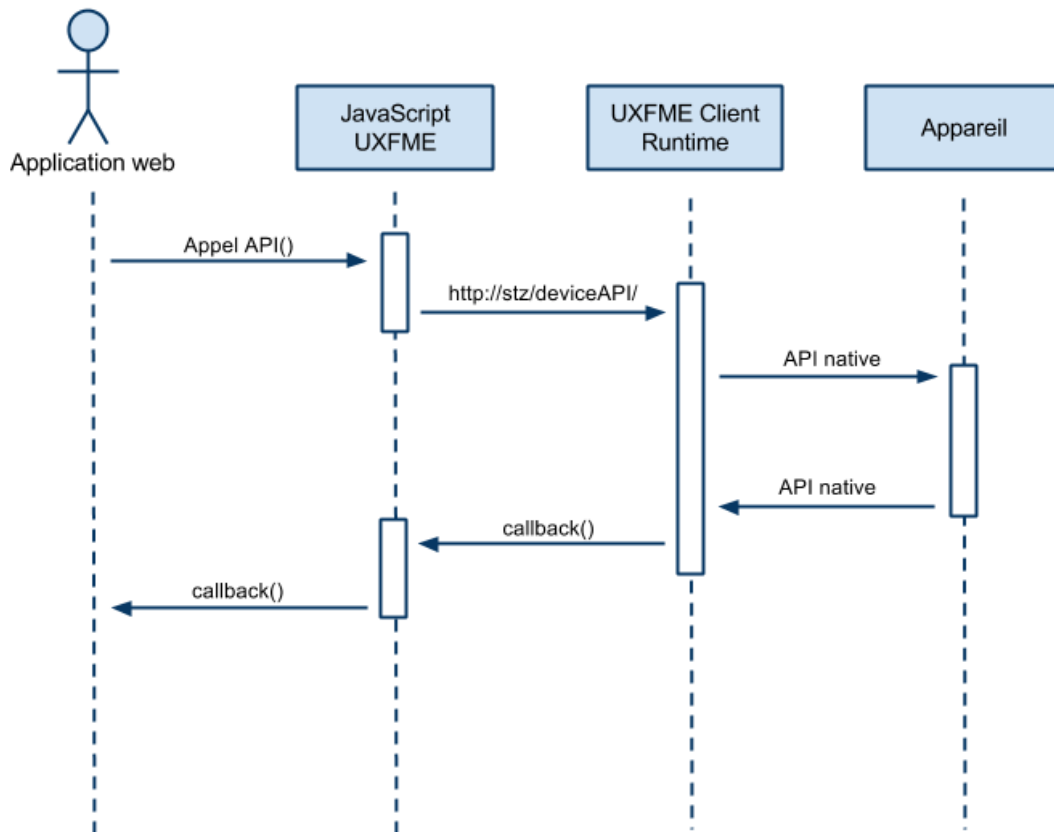 Application web
JavaScript
UXFME
UXFME Client
Runtime
Appareil
Appel API()
http://stz/deviceAPI/
API native
API native
callback()
callback()